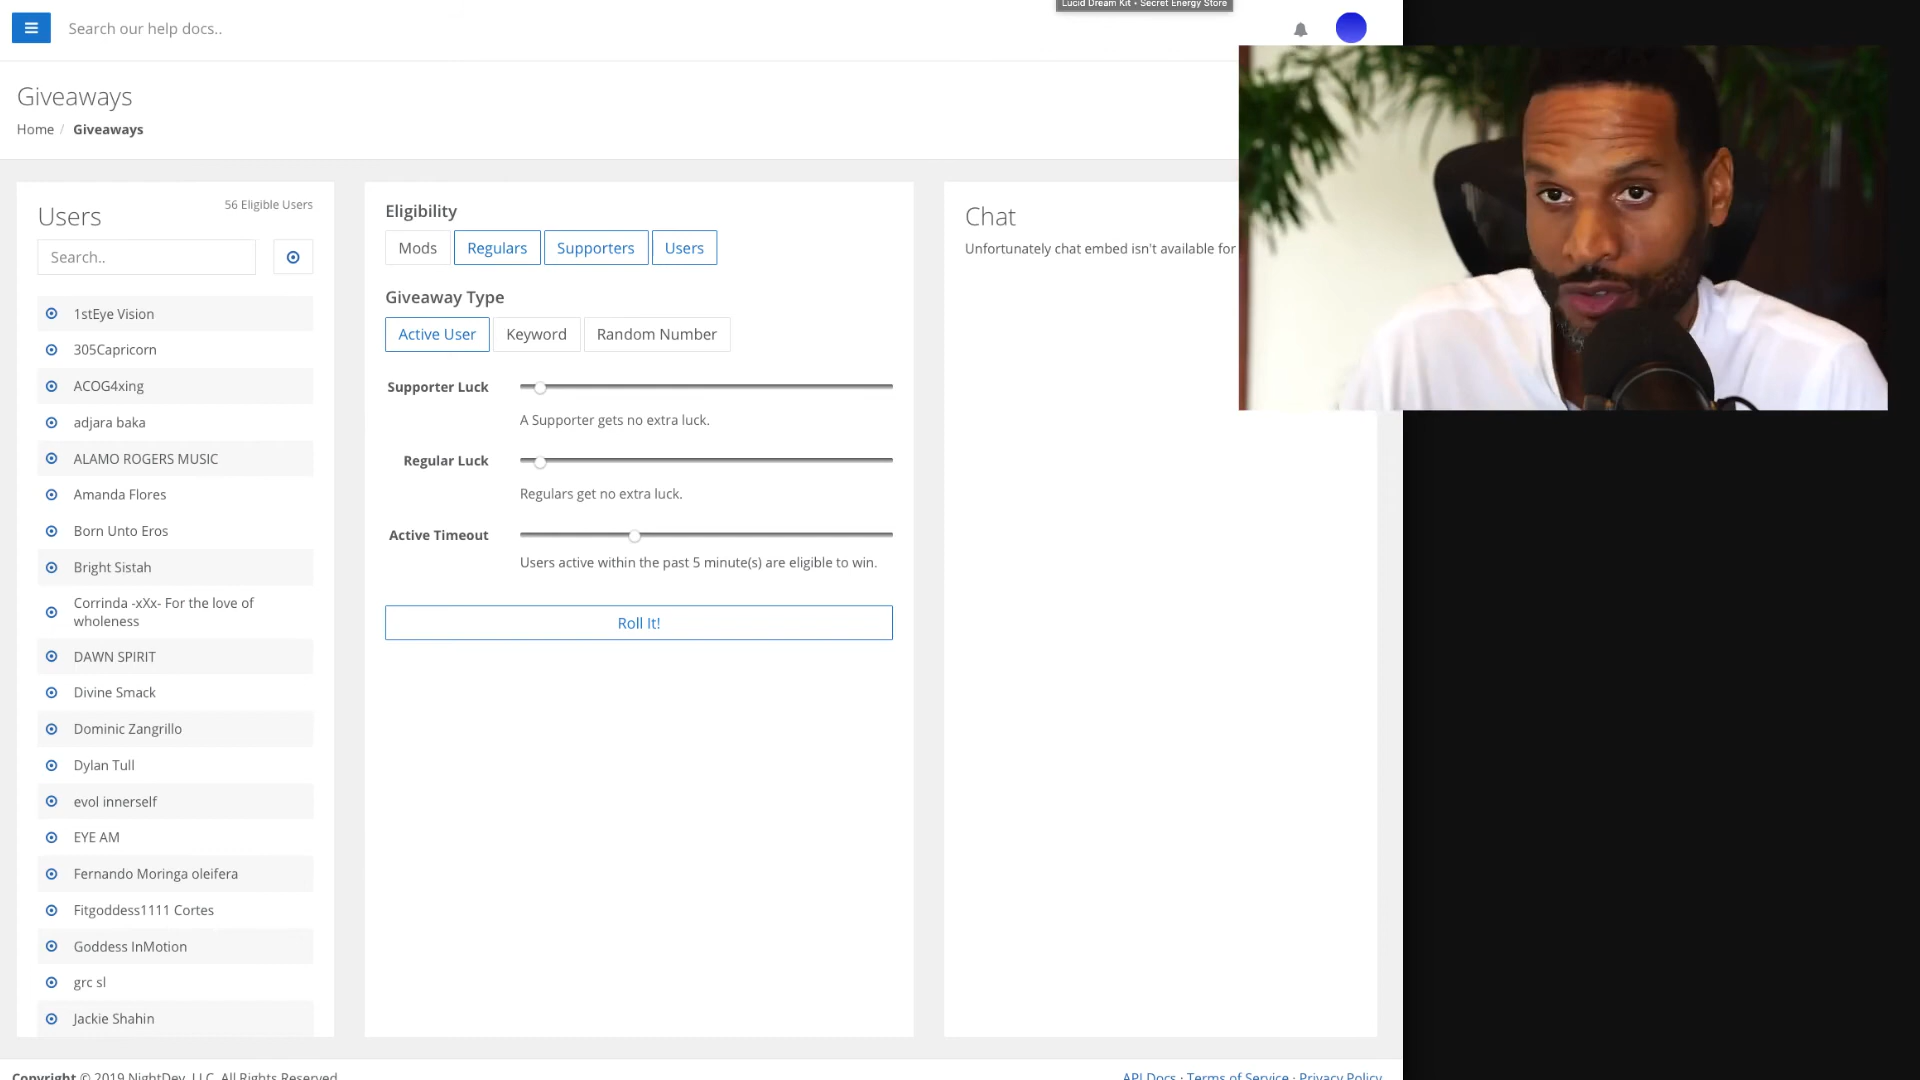 Lucid Dream Kit • Secret Energy Store
Search our help docs..
Giveaways
Home / Giveaways
Users
56 Eligible Users
Search..
1stEye Vision
305Capricorn
ACOG4xing
adjara baka
ALAMO ROGERS MUSIC
Amanda Flores
Born Unto Eros
Bright Sistah
Corrinda -xXx- For the love of
wholeness
DAWN SPIRIT
Divine Smack
Dominic Zangrillo
Dylan Tull
evol innerself
EYE AM
Fernando Moringa oleifera
Fitgoddess1111 Cortes
Goddess InMotion
grc sl
Jackie Shahin
Eligibility
Mods Regulars Supporters Users
Giveaway Type
Active User Keyword Random Number
Supporter Luck
A Supporter gets no extra luck.
Regular Luck
Regulars get no extra luck.
Active Timeout
Users active within the past 5 minute(s) are eligible to win.
Roll It!
Chat
Unfortunately chat embed isn't available for
Copyright © 2019 NightDev, LLC. All Rights Reserved
API Docs · Terms of Service · Privacy Policy